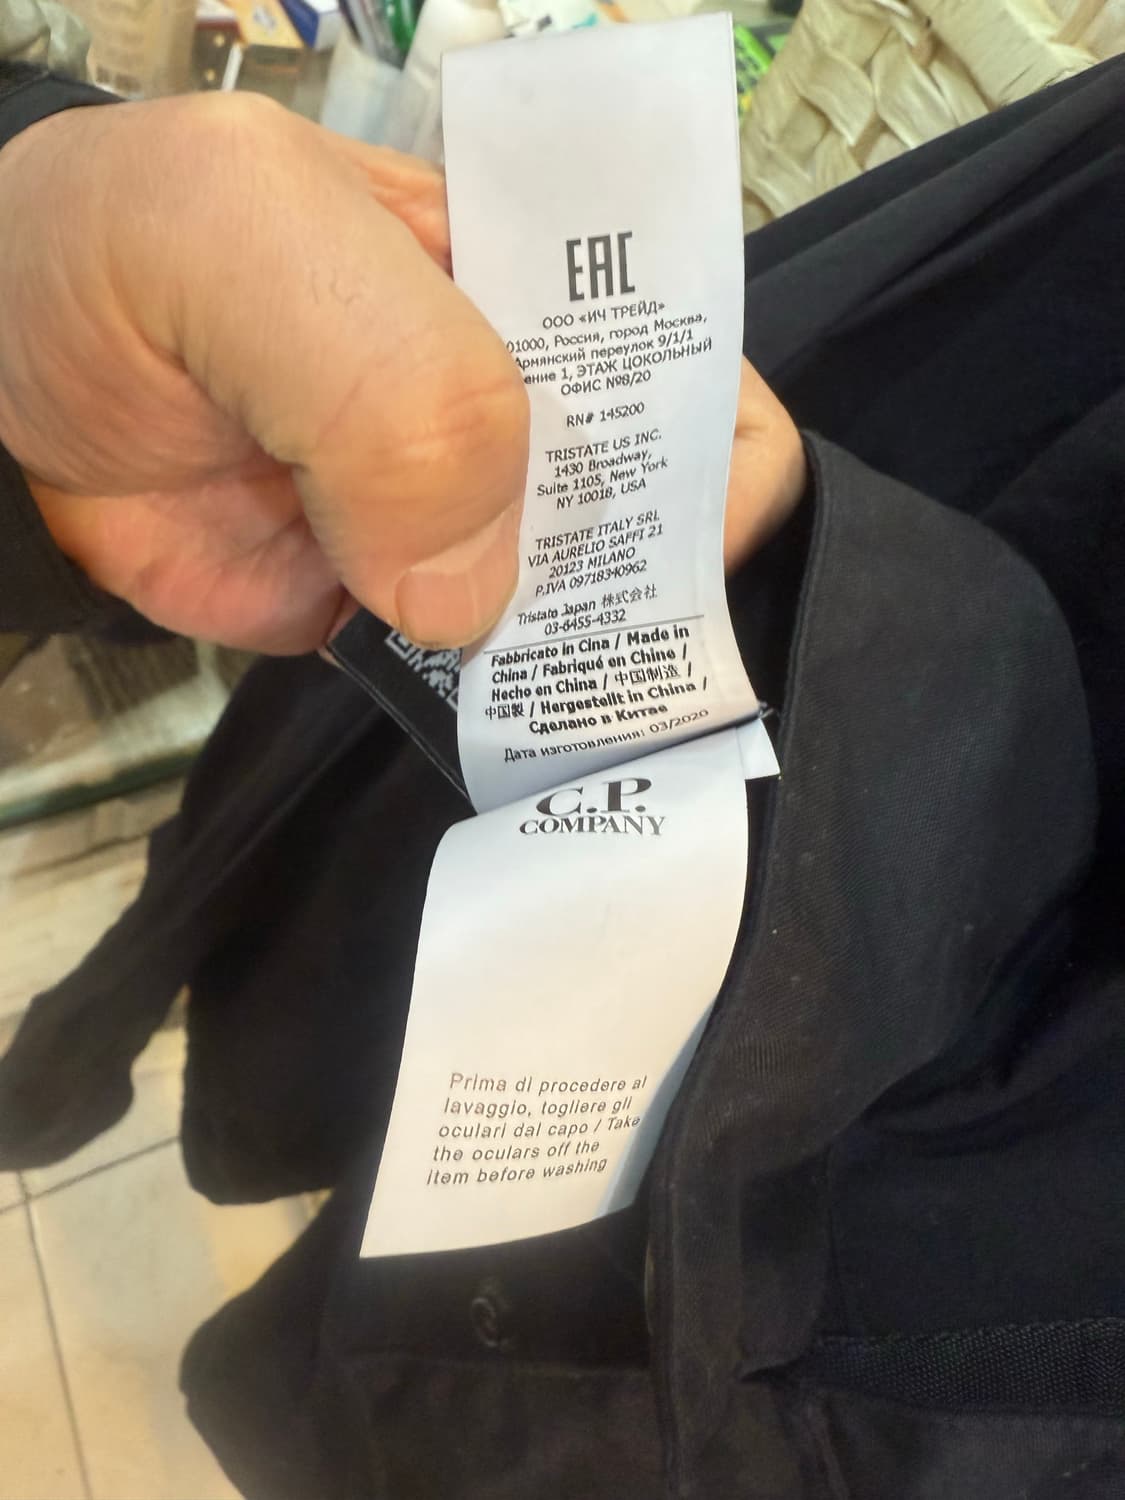 EAC
ООО «ИЧ ТРЕЙД»
01000, Россия, город Москва,
Армянский переулок 9/1/1
ение 1, ЭТАЖ ЦОКОЛЬНЫЙ
ОФИС №8/20
RN# 145200
TRISTATE US INC.
1430 Broadway,
Suite 1105, New York
NY 10018, USA
TRISTATE ITALY SRL
VIA AURELIO SAFFI 21
20123 MILANO
P.IVA 09718340962
Tristate Japan 株式会社
03-6455-4332
Fabbricato in Cina / Made in
China / Fabriqué en Chine /
Hecho en China / 中国制造 /
中国製 / Hergestellt in China /
Сделано в Китае
Дата изготовления: 03/2020
C.P.
COMPANY
Prima di procedere al
lavaggio, togliere gli
oculari dal capo / Take
the oculars off the
item before washing